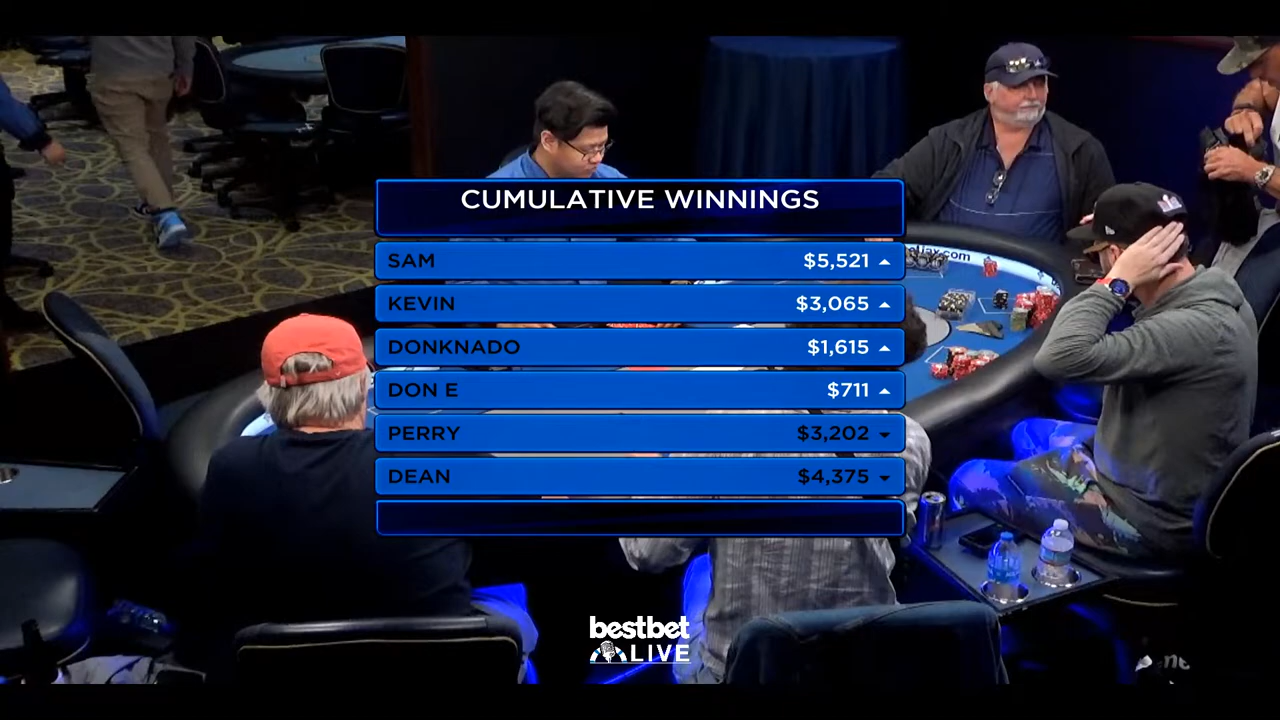 CUMULATIVE WINNINGS
SAM $5,521
KEVIN $3,065
DONKNADO $1,615
DON E $711
PERRY $3,202
DEAN $4,375
bestbet
LIVE